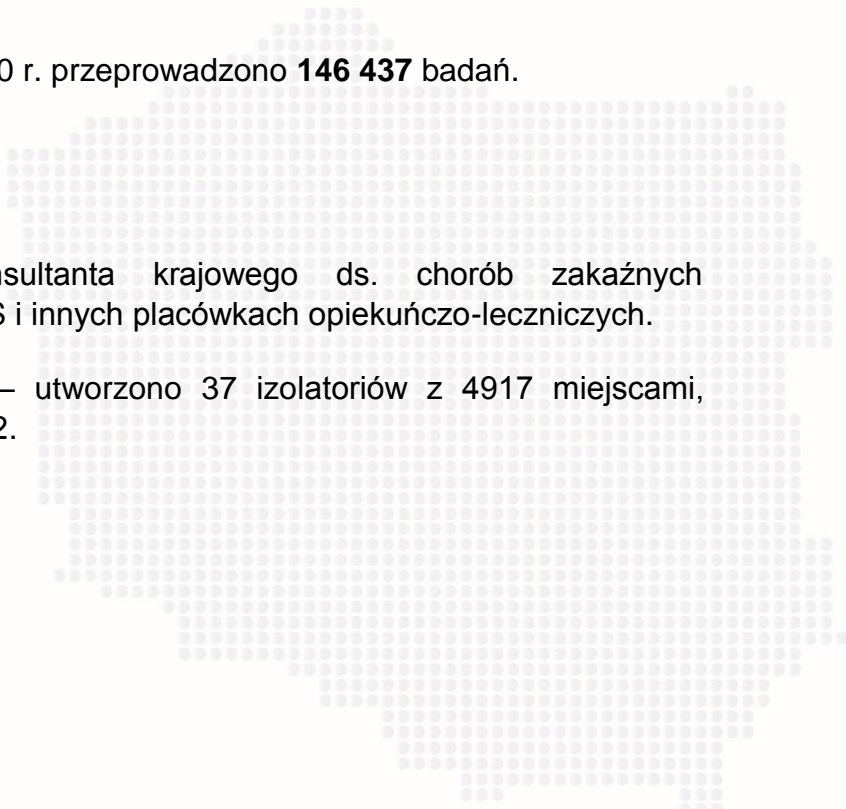 0 r. przeprowadzono 146 437 badań.
nsultanta krajowego ds. chorób zakaźnych
S i innych placówkach opiekuńczo-leczniczych.
– utworzono 37 izolatoriów z 4917 miejscami,
2.